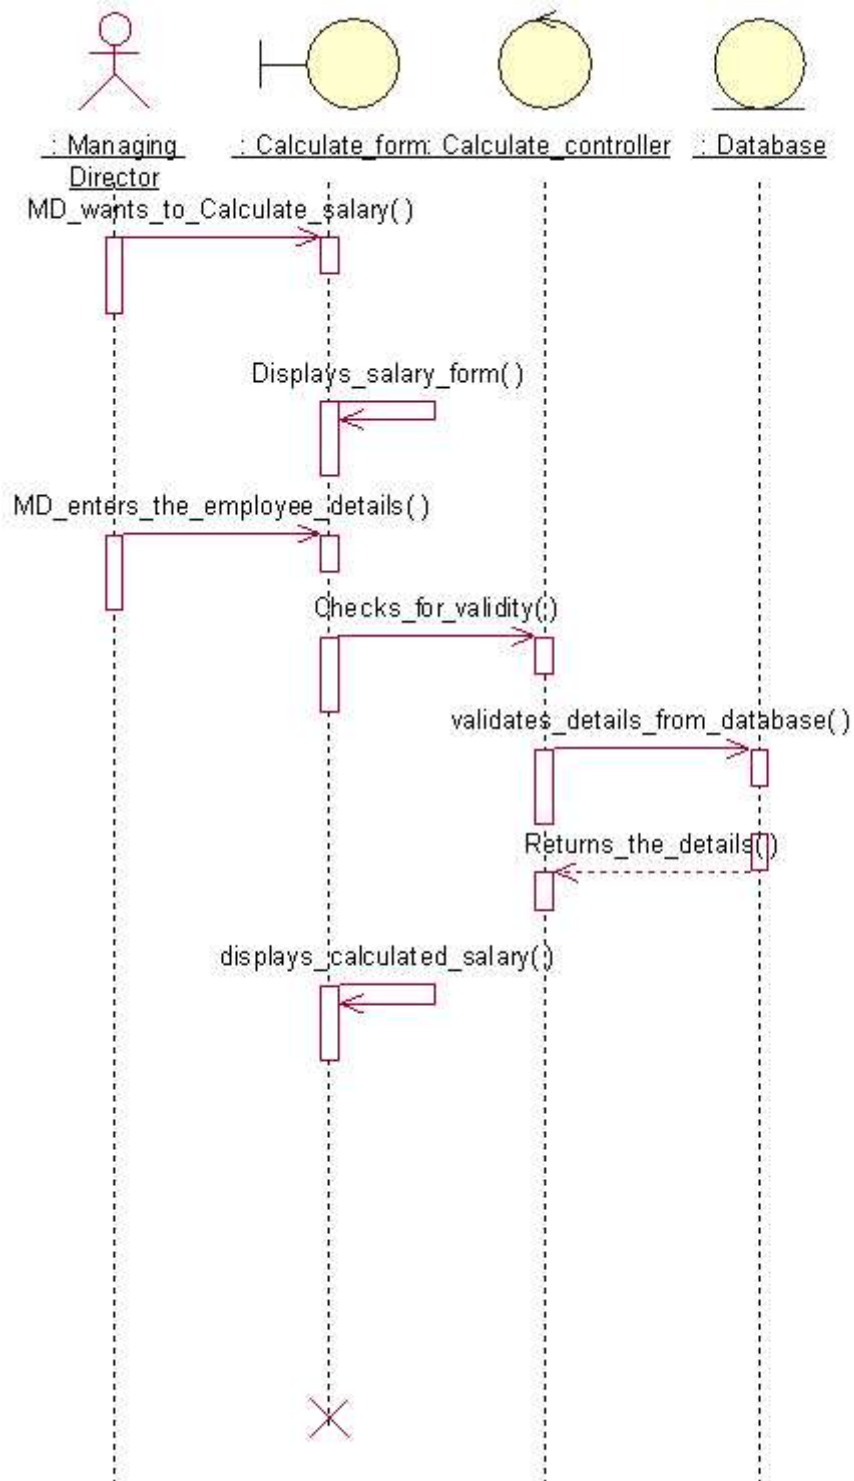 : Managing
Director
: Calculate_form
: Calculate_controller
: Database
MD_wants_to_Calculate_salary( )
Displays_salary_form( )
MD_enters_the_employee_details( )
Checks_for_validity( )
validates_details_from_database( )
Returns_the_details( )
displays_calculated_salary( )